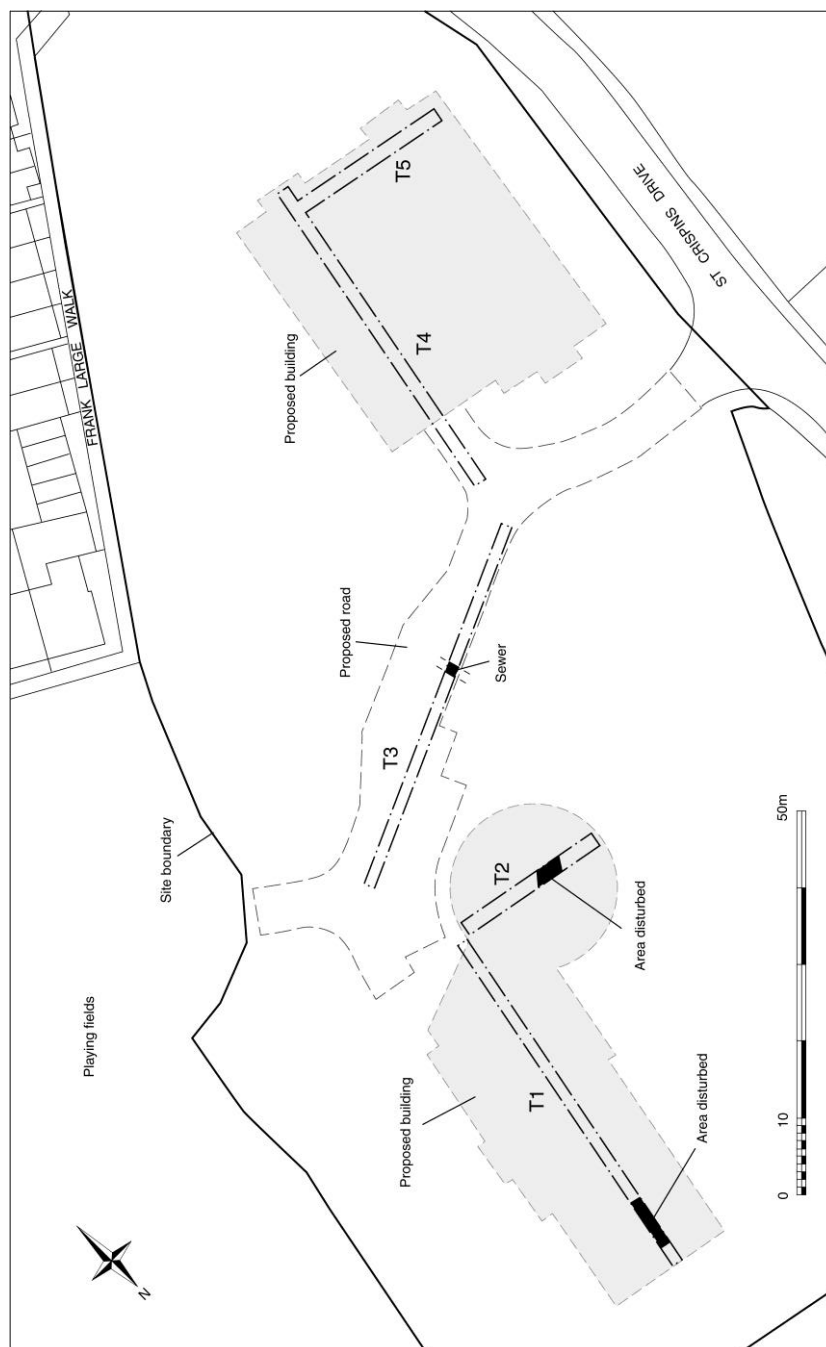 FRANK LARGE WALK
ST CRISPINS DRIVE
T5
Proposed building
T4
Proposed road
Sewer
T3
Site boundary
Playing fields
T2
Area disturbed
Proposed building
T1
Area disturbed
0 10 50m
N